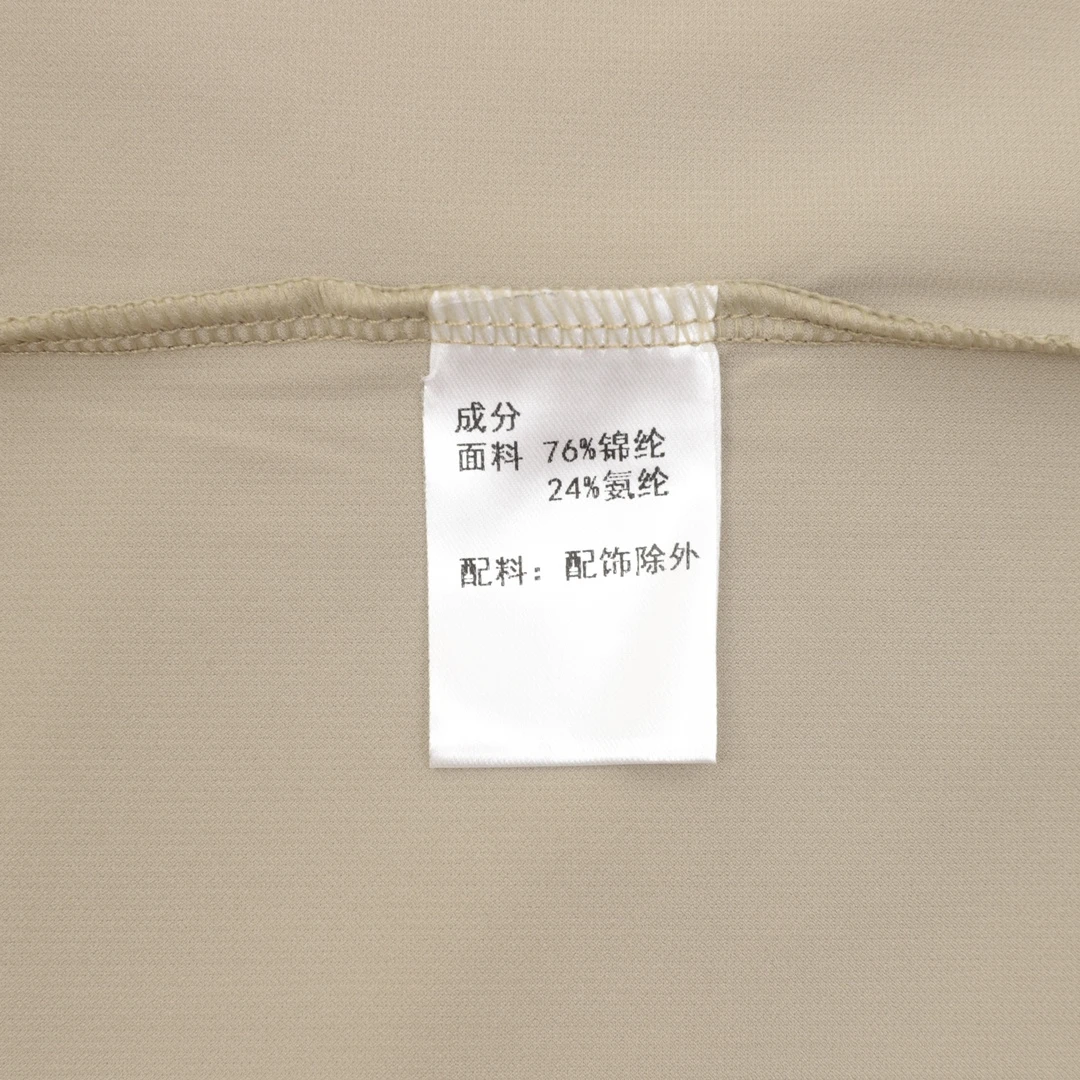 成分
面料 76%锦纶
24%氨纶
配料：配饰除外